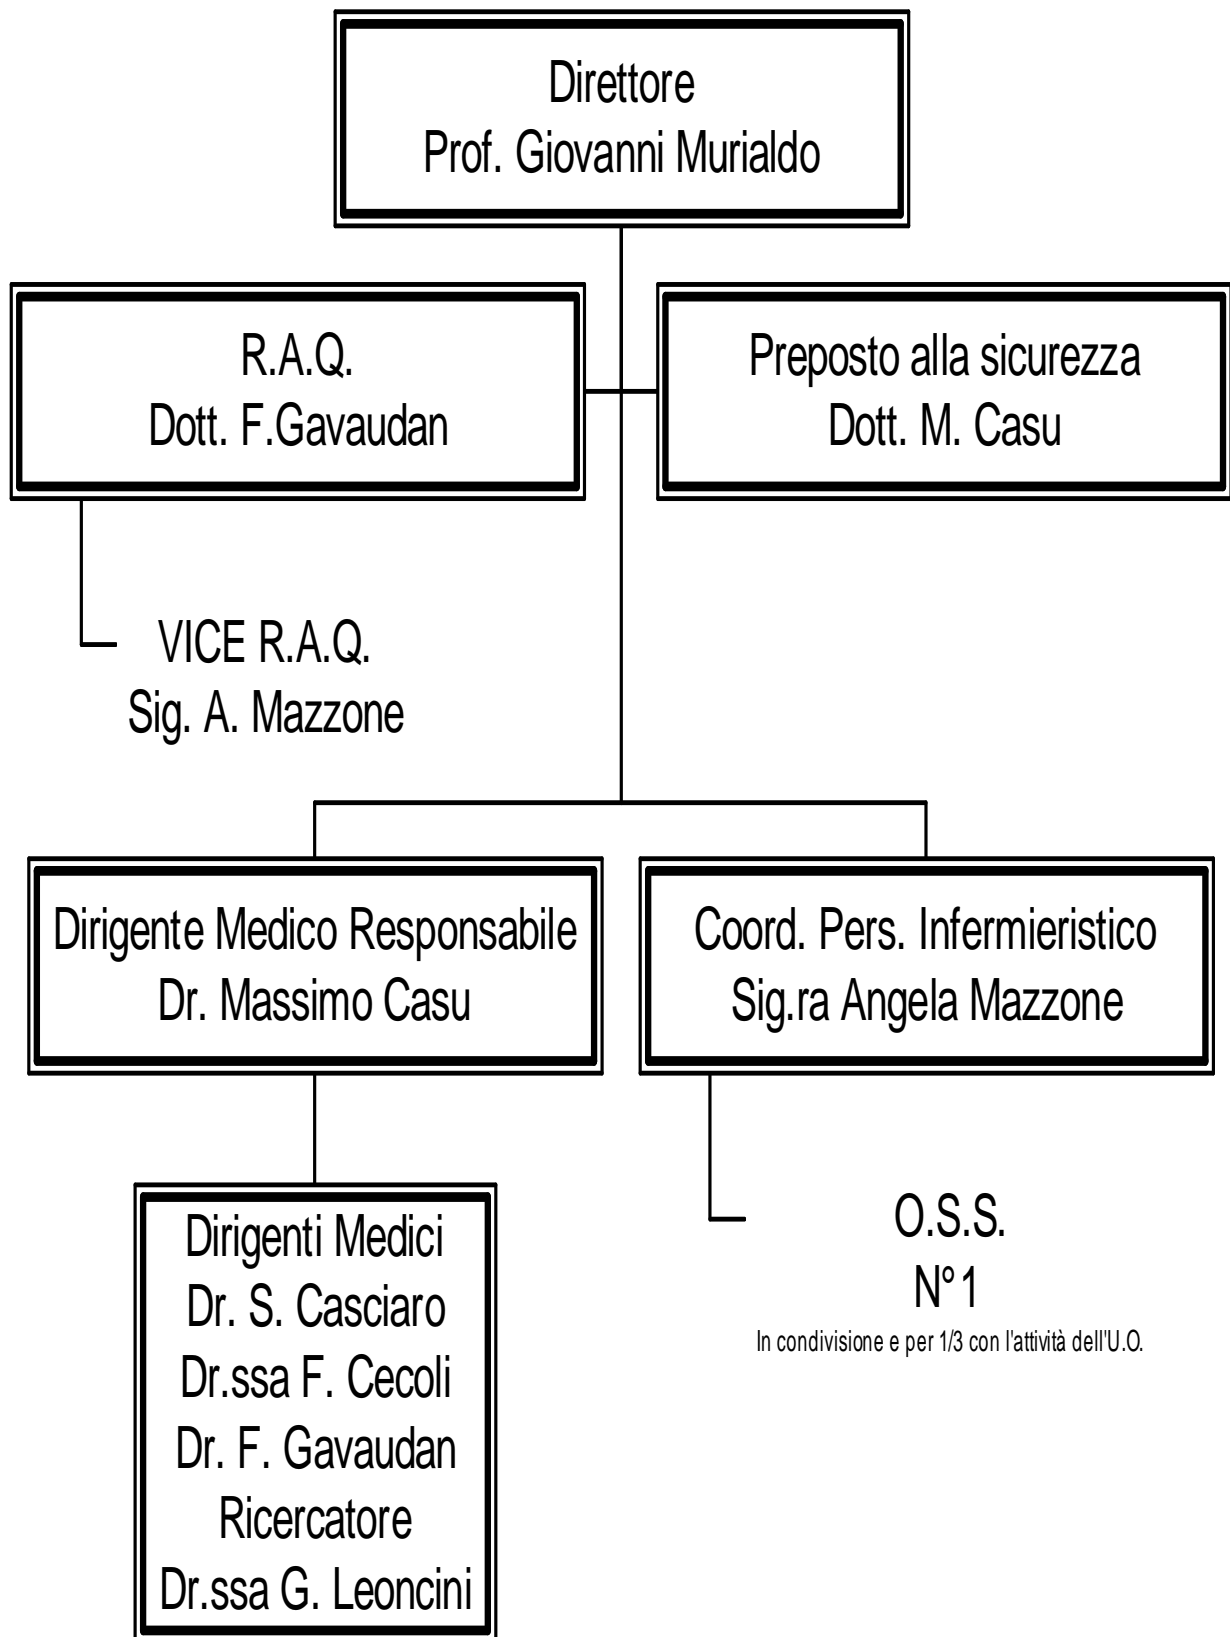 Direttore
Prof. Giovanni Murialdo
R.A.Q.
Dott. F.Gavaudan
Preposto alla sicurezza
Dott. M. Casu
VICE R.A.Q.
Sig. A. Mazzone
Dirigente Medico Responsabile
Dr. Massimo Casu
Coord. Pers. Infermieristico
Sig.ra Angela Mazzone
Dirigenti Medici
Dr. S. Casciaro
Dr.ssa F. Cecoli
Dr. F. Gavaudan
Ricercatore
Dr.ssa G. Leoncini
O.S.S.
N°1
In condivisione e per 1/3 con l'attività dell'U.O.